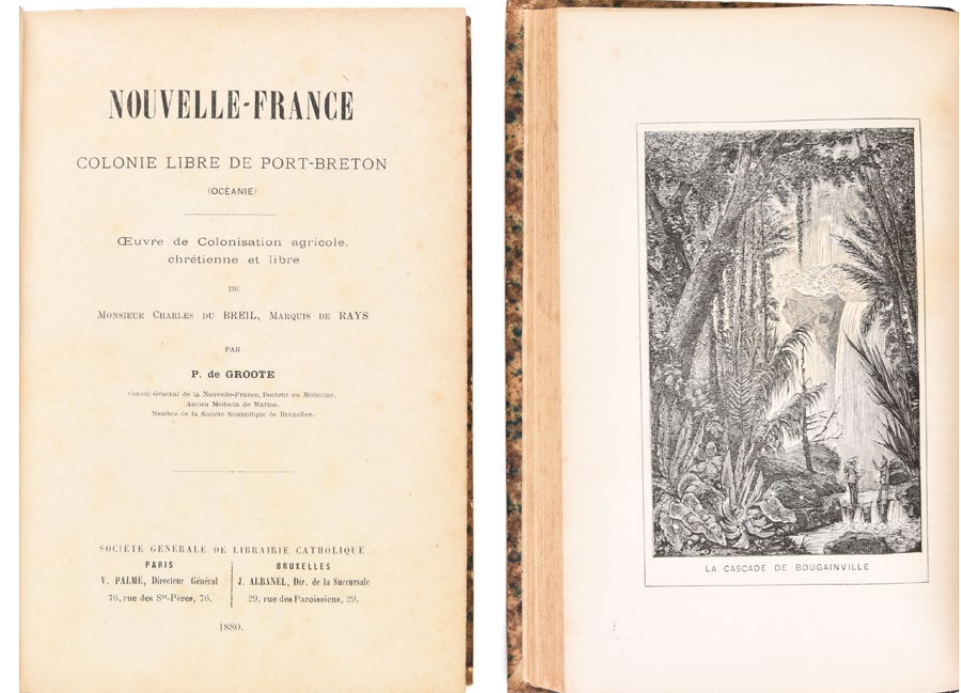 NOUVELLE-FRANCE
COLONIE LIBRE DE PORT-BRETON
(OCÉANIE)
Œuvre de Colonisation agricole,
chrétienne et libre
DE
MONSIEUR CHARLES DU BREIL, MARQUIS DE RAYS
PAR
P. de GROOTE
Consul-Général de la Nouvelle-France, Docteur en Médecine,
Ancien Médecin de Marine,
Membre de la Société Scientifique de Bruxelles.
SOCIÉTÉ GÉNÉRALE DE LIBRAIRIE CATHOLIQUE
PARIS
V. PALMÉ, Directeur Général
76, rue des Sts-Pères, 76.
BRUXELLES
J. ALBANEL, Dir. de la Succursale
29, rue des Paroissiens, 29.
1880.
LA CASCADE DE BOUGAINVILLE